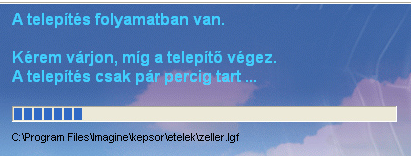 A telepítés folyamatban van.
Kérem várjon, míg a telepítő végez.
A telepítés csak pár percig tart ...
C:\Program Files\Imagine\kepsor\etelek\zeller.lgf